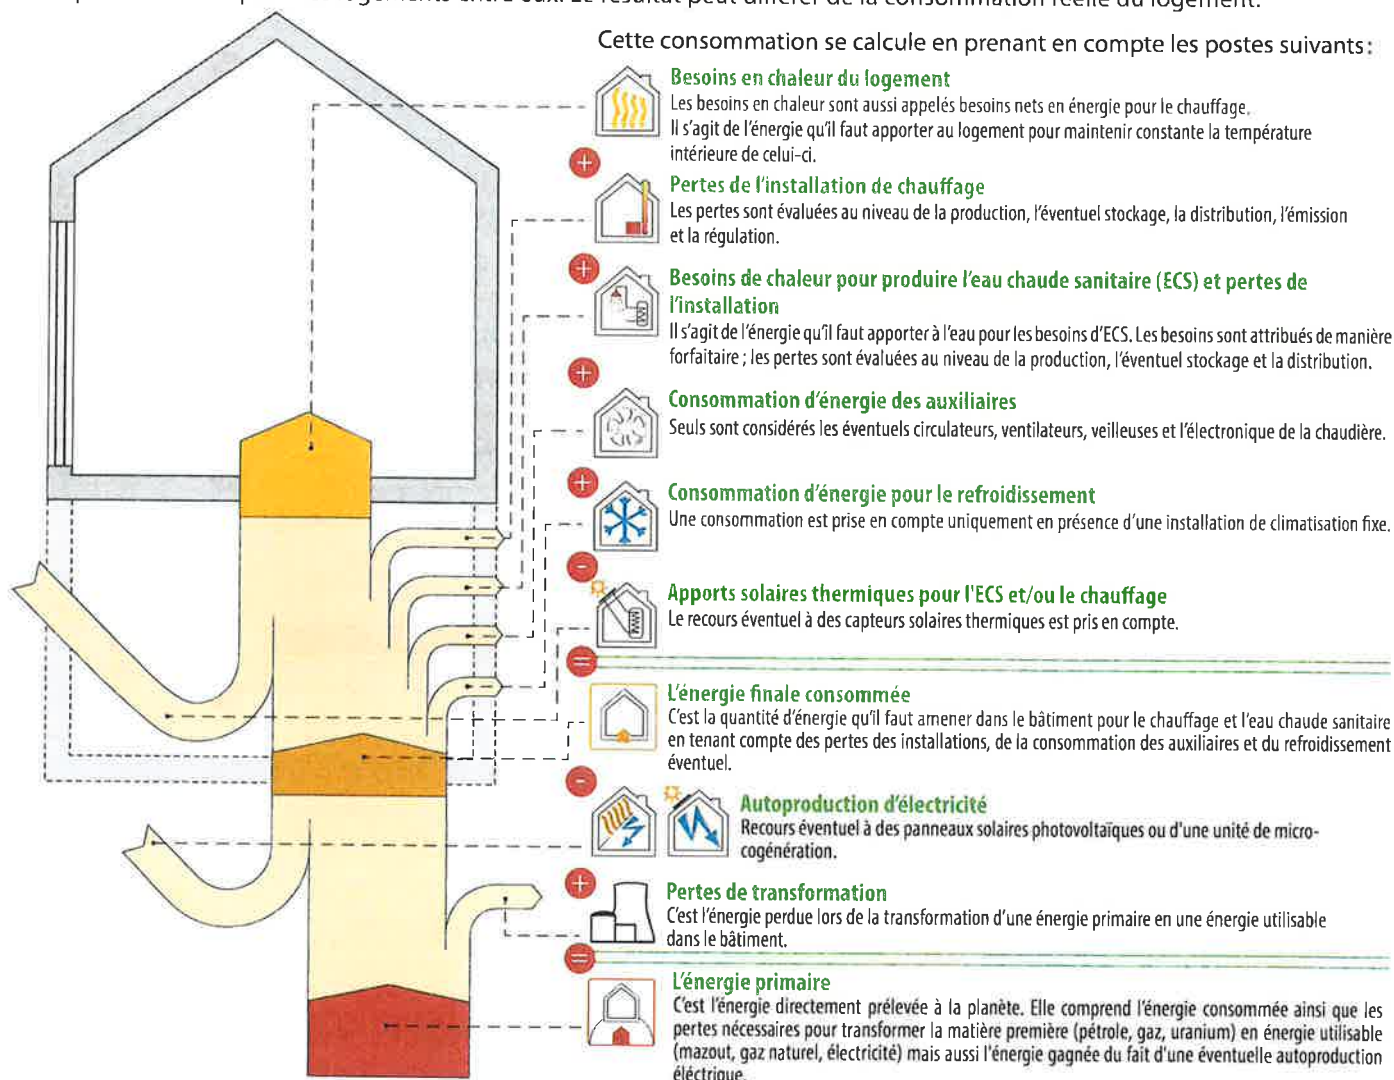 Le résultat peut différer de la consommation réelle du logement.
Cette consommation se calcule en prenant en compte les postes suivants :
Besoins en chaleur du logement
Les besoins en chaleur sont aussi appelés besoins nets en énergie pour le chauffage.
Il s'agit de l'énergie qu'il faut apporter au logement pour maintenir constante la température
intérieure de celui-ci.
+
Pertes de l'installation de chauffage
Les pertes sont évaluées au niveau de la production, l'éventuel stockage, la distribution, l'émission
et la régulation.
+
Besoins de chaleur pour produire l'eau chaude sanitaire (ECS) et pertes de
l'installation
Il s'agit de l'énergie qu'il faut apporter à l'eau pour les besoins d'ECS. Les besoins sont attribués de manière
forfaitaire ; les pertes sont évaluées au niveau de la production, l'éventuel stockage et la distribution.
+
Consommation d'énergie des auxiliaires
Seuls sont considérés les éventuels circulateurs, ventilateurs, veilleuses et l'électronique de la chaudière.
+
Consommation d'énergie pour le refroidissement
Une consommation est prise en compte uniquement en présence d'une installation de climatisation fixe.
-
Apports solaires thermiques pour l'ECS et/ou le chauffage
Le recours éventuel à des capteurs solaires thermiques est pris en compte.
=
L'énergie finale consommée
C'est la quantité d'énergie qu'il faut amener dans le bâtiment pour le chauffage et l'eau chaude sanitaire
en tenant compte des pertes des installations, de la consommation des auxiliaires et du refroidissement
éventuel.
-
Autoproduction d'électricité
Recours éventuel à des panneaux solaires photovoltaïques ou d'une unité de micro-
cogénération.
+
Pertes de transformation
C'est l'énergie perdue lors de la transformation d'une énergie primaire en une énergie utilisable
dans le bâtiment.
=
L'énergie primaire
C'est l'énergie directement prélevée à la planète. Elle comprend l'énergie consommée ainsi que les
pertes nécessaires pour transformer la matière première (pétrole, gaz, uranium) en énergie utilisable
(mazout, gaz naturel, électricité) mais aussi l'énergie gagnée du fait d'une éventuelle autoproduction
éléctrique.